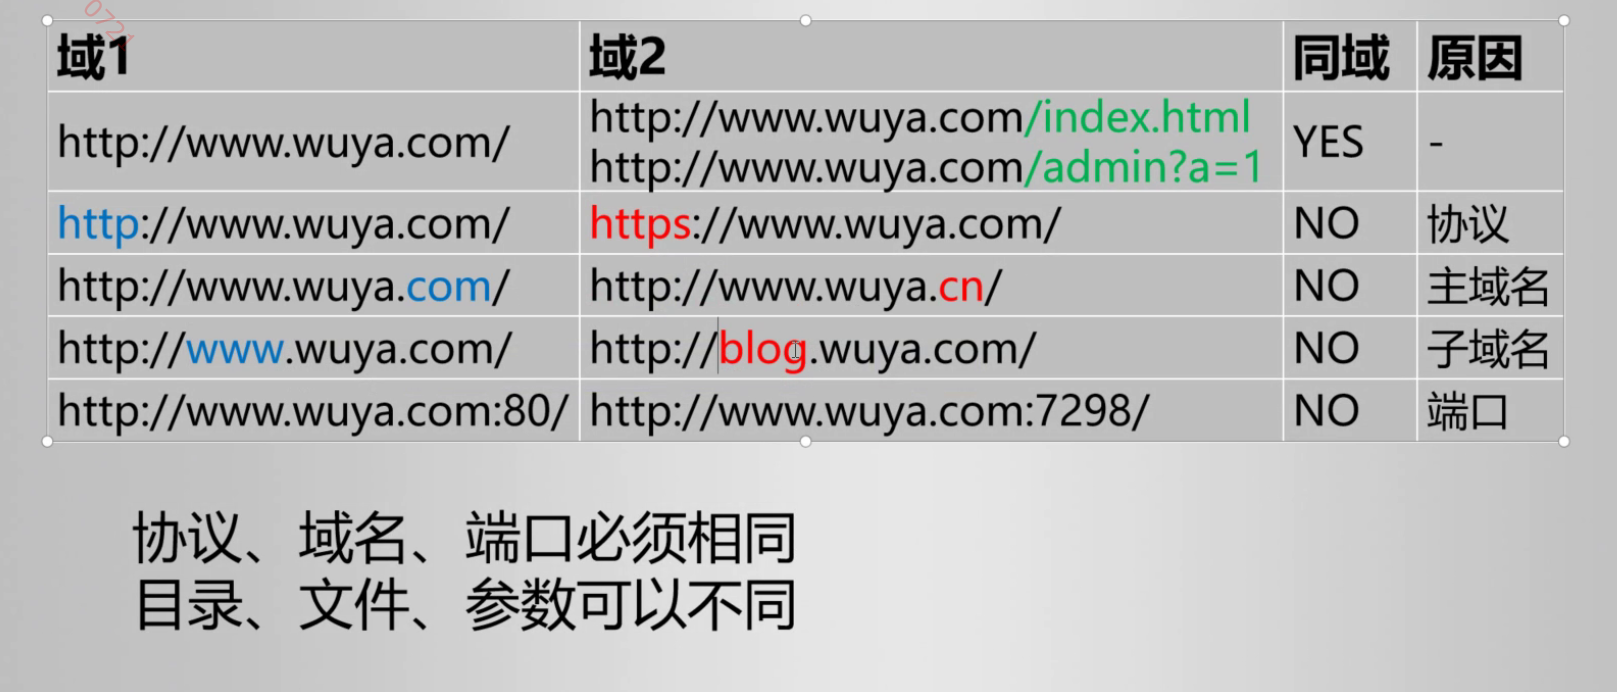 0721
域1 域2 同域 原因
http://www.wuya.com/ http://www.wuya.com/index.html YES -
http://www.wuya.com/admin?a=1
http://www.wuya.com/ https://www.wuya.com/ NO 协议
http://www.wuya.com/ http://www.wuya.cn/ NO 主域名
http://www.wuya.com/ http://blog.wuya.com/ NO 子域名
http://www.wuya.com:80/ http://www.wuya.com:7298/ NO 端口
协议、域名、端口必须相同
目录、文件、参数可以不同